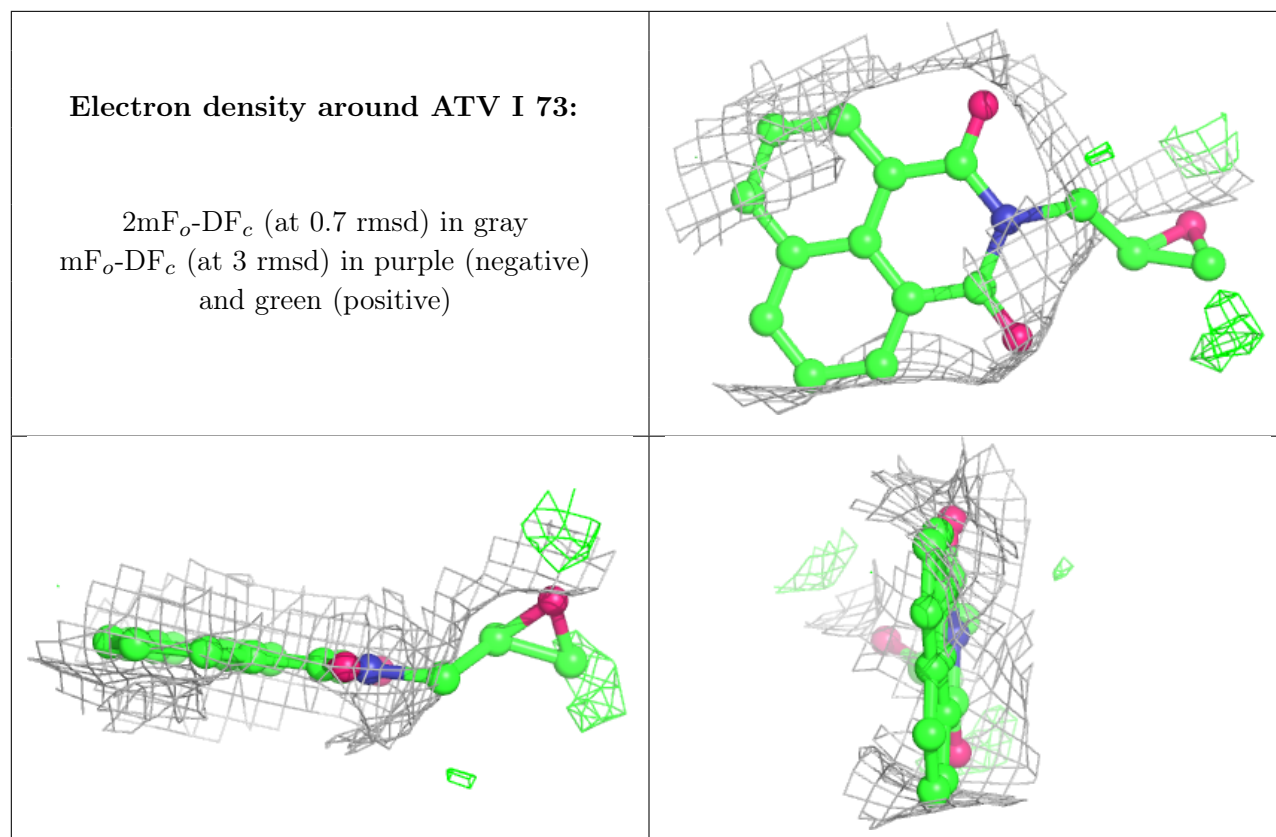 Electron density around ATV I 73:
2mFo-DFc (at 0.7 rmsd) in gray
mFo-DFc (at 3 rmsd) in purple (negative)
and green (positive)